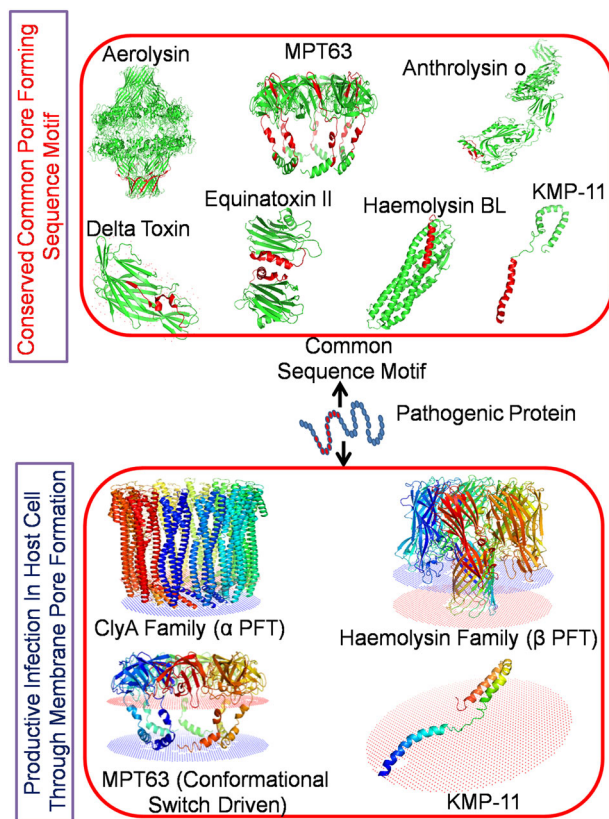 Conserved Common Pore Forming
Sequence Motif
Aerolysin
MPT63
Anthrolysin o
Delta Toxin
Equinatoxin II
Haemolysin BL
KMP-11
Common
Sequence Motif
Pathogenic Protein
Productive Infection In Host Cell
Through Membrane Pore Formation
ClyA Family (α PFT)
Haemolysin Family (β PFT)
MPT63 (Conformational
Switch Driven)
KMP-11